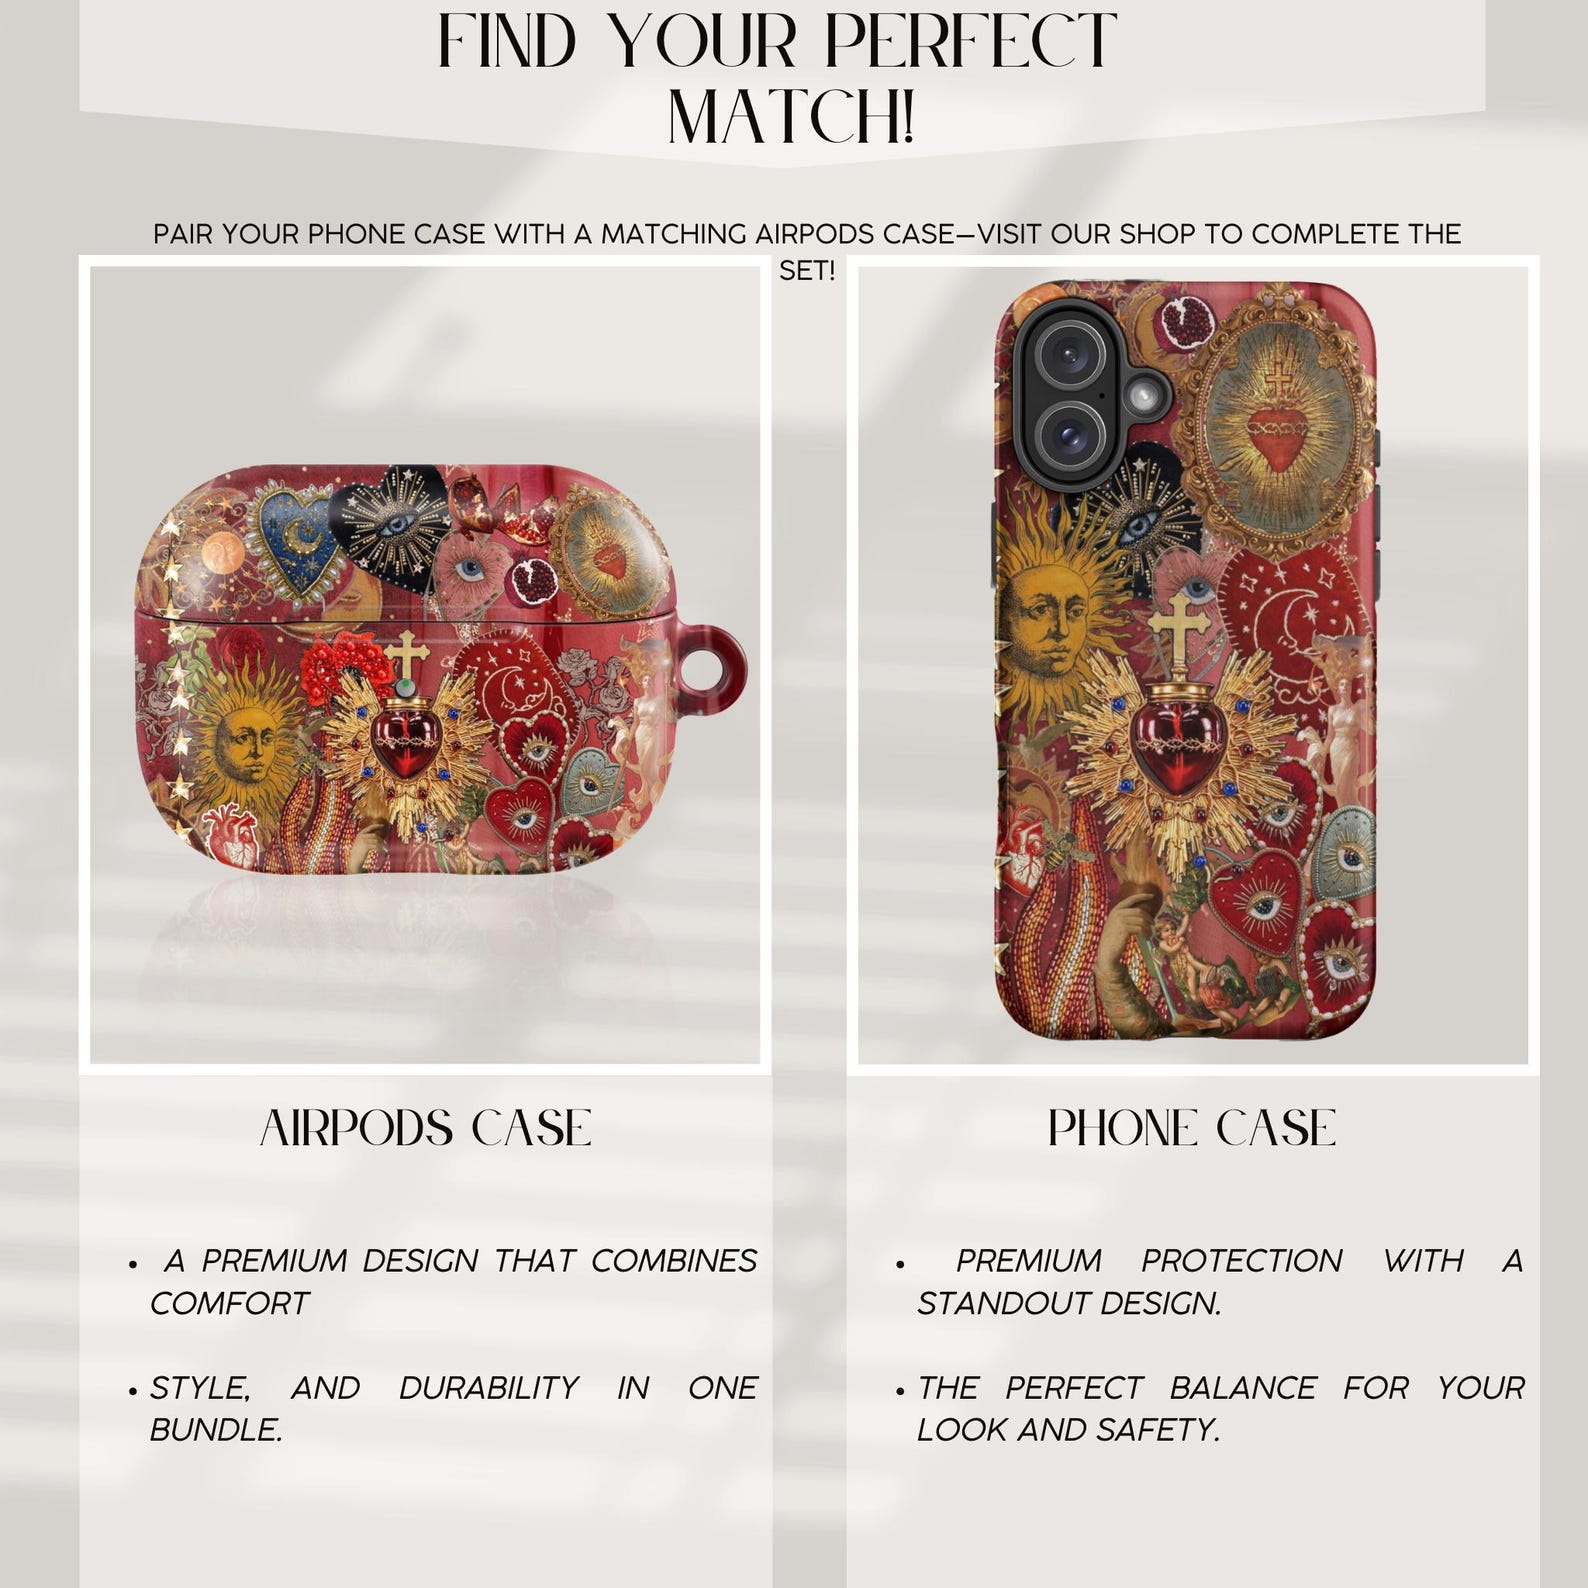 FIND YOUR PERFECT
MATCH!
PAIR YOUR PHONE CASE WITH A MATCHING AIRPODS CASE—VISIT OUR SHOP TO COMPLETE THE
SET!
AIRPODS CASE
• A PREMIUM DESIGN THAT COMBINES
COMFORT
• STYLE, AND DURABILITY IN ONE
BUNDLE.
PHONE CASE
• PREMIUM PROTECTION WITH A
STANDOUT DESIGN.
• THE PERFECT BALANCE FOR YOUR
LOOK AND SAFETY.